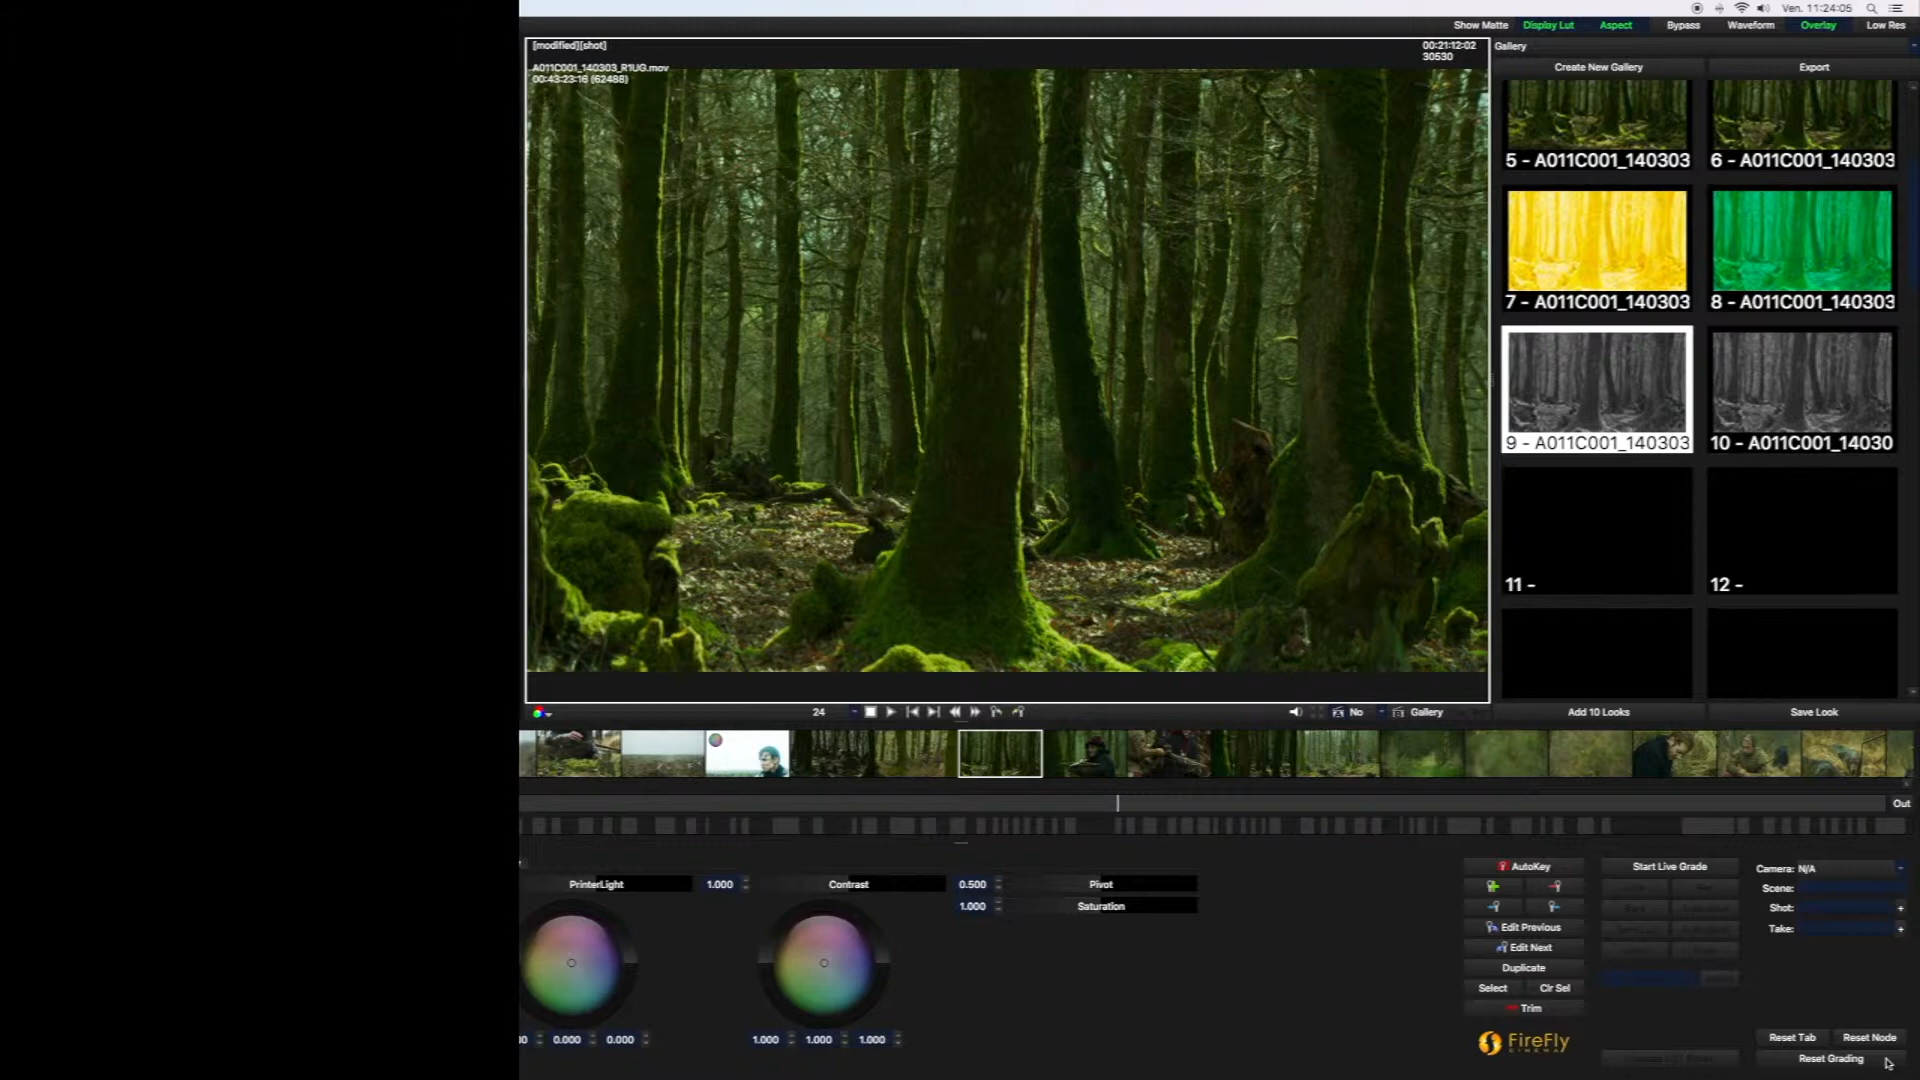 Ven. 11:24:05
Show Matte Display Lut Aspect Bypass Waveform Overlay Low Res
[modified][shot]
00:21:12:02
30530
A011C001_140303_R1UG.mov
00:43:23:16 (62488)
Gallery
Create New Gallery Export
5 - A011C001_140303 6 - A011C001_140303
7 - A011C001_140303 8 - A011C001_140303
9 - A011C001_140303 10 - A011C001_14030
11 - 12 -
24 No Gallery Add 10 Looks Save Look
Out
PrinterLight 1.000 Contrast 0.500 Pivot
1.000 Saturation
0.000 0.000 1.000 1.000 1.000
AutoKey
Edit Previous
Edit Next
Duplicate
Select Clr Sel
Trim
FireFly
CINEMA
Start Live Grade
Camera: N/A
Scene:
Shot: +
Take: +
Reset Tab Reset Node
Reset Grading